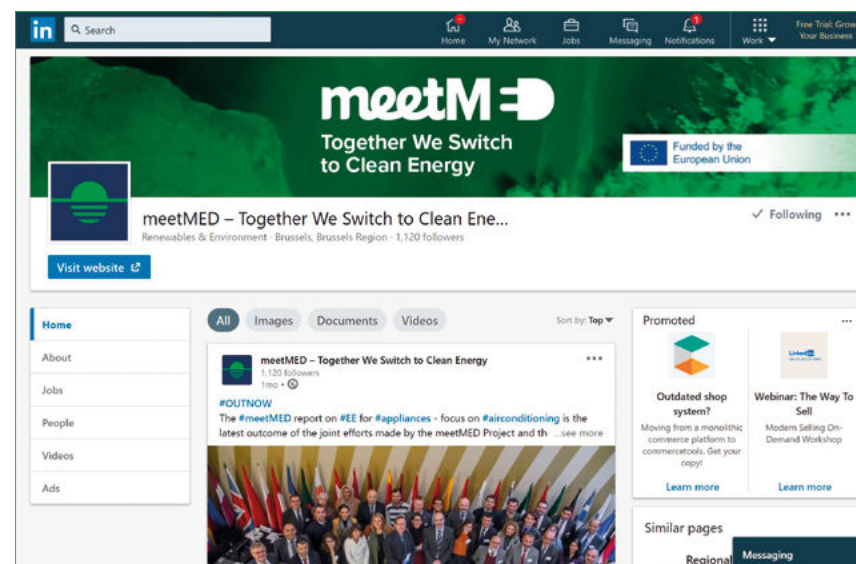 in
Search
Home
My Network
Jobs
Messaging
1
Notifications
Work
Free Trial: Grow
Your Business
meetMED
Together We Switch
to Clean Energy
Funded by the
European Union
meetMED – Together We Switch to Clean Ene...
Following
Renewables & Environment · Brussels, Brussels Region · 1,120 followers
Visit website
Home
About
Jobs
People
Videos
Ads
All
Images
Documents
Videos
Sort by: Top
meetMED – Together We Switch to Clean Energy
1,120 followers
1mo •
#OUTNOW
The #meetMED report on #EE for #appliances - focus on #airconditioning is the
latest outcome of the joint efforts made by the meetMED Project and th ...see more
Promoted
Outdated shop
system?
Moving from a monolithic
commerce platform to
commercetools. Get your
copy!
Learn more
LinkedIn
Webinar: The Way To
Sell
Modern Selling On-
Demand Workshop
Learn more
Similar pages
Regional
Messaging